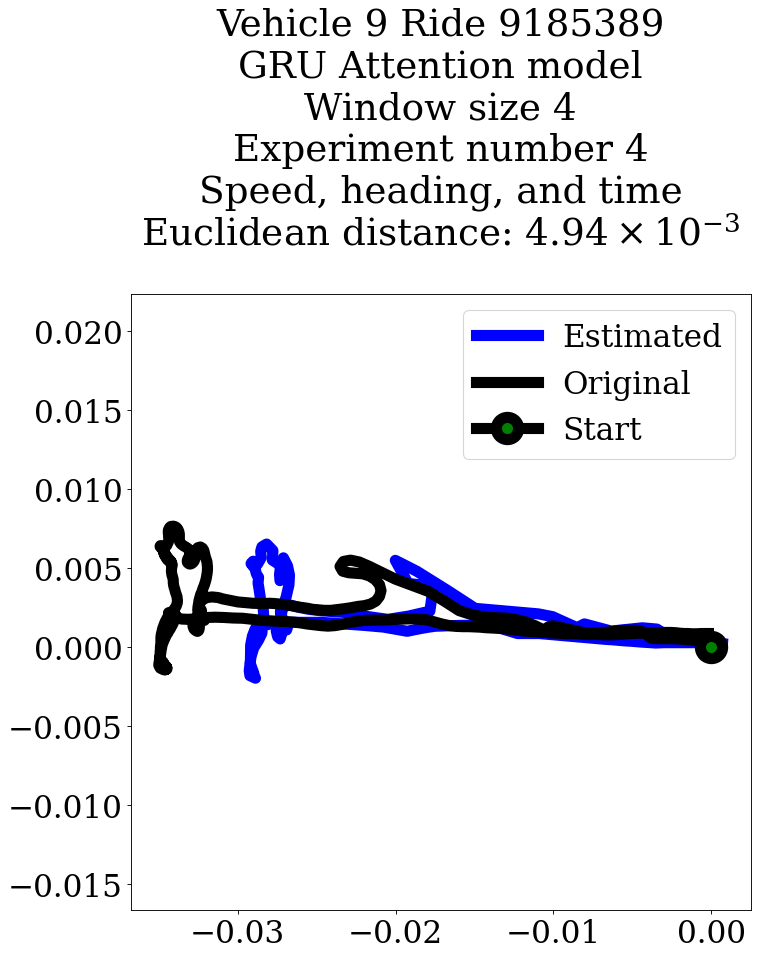 Vehicle 9 Ride 9185389
GRU Attention model
Window size 4
Experiment number 4
Speed, heading, and time
Euclidean distance: 4.94 × 10⁻³
Estimated
Original
Start
0.020
0.015
0.010
0.005
0.000
−0.005
−0.010
−0.015
−0.03 −0.02 −0.01 0.00